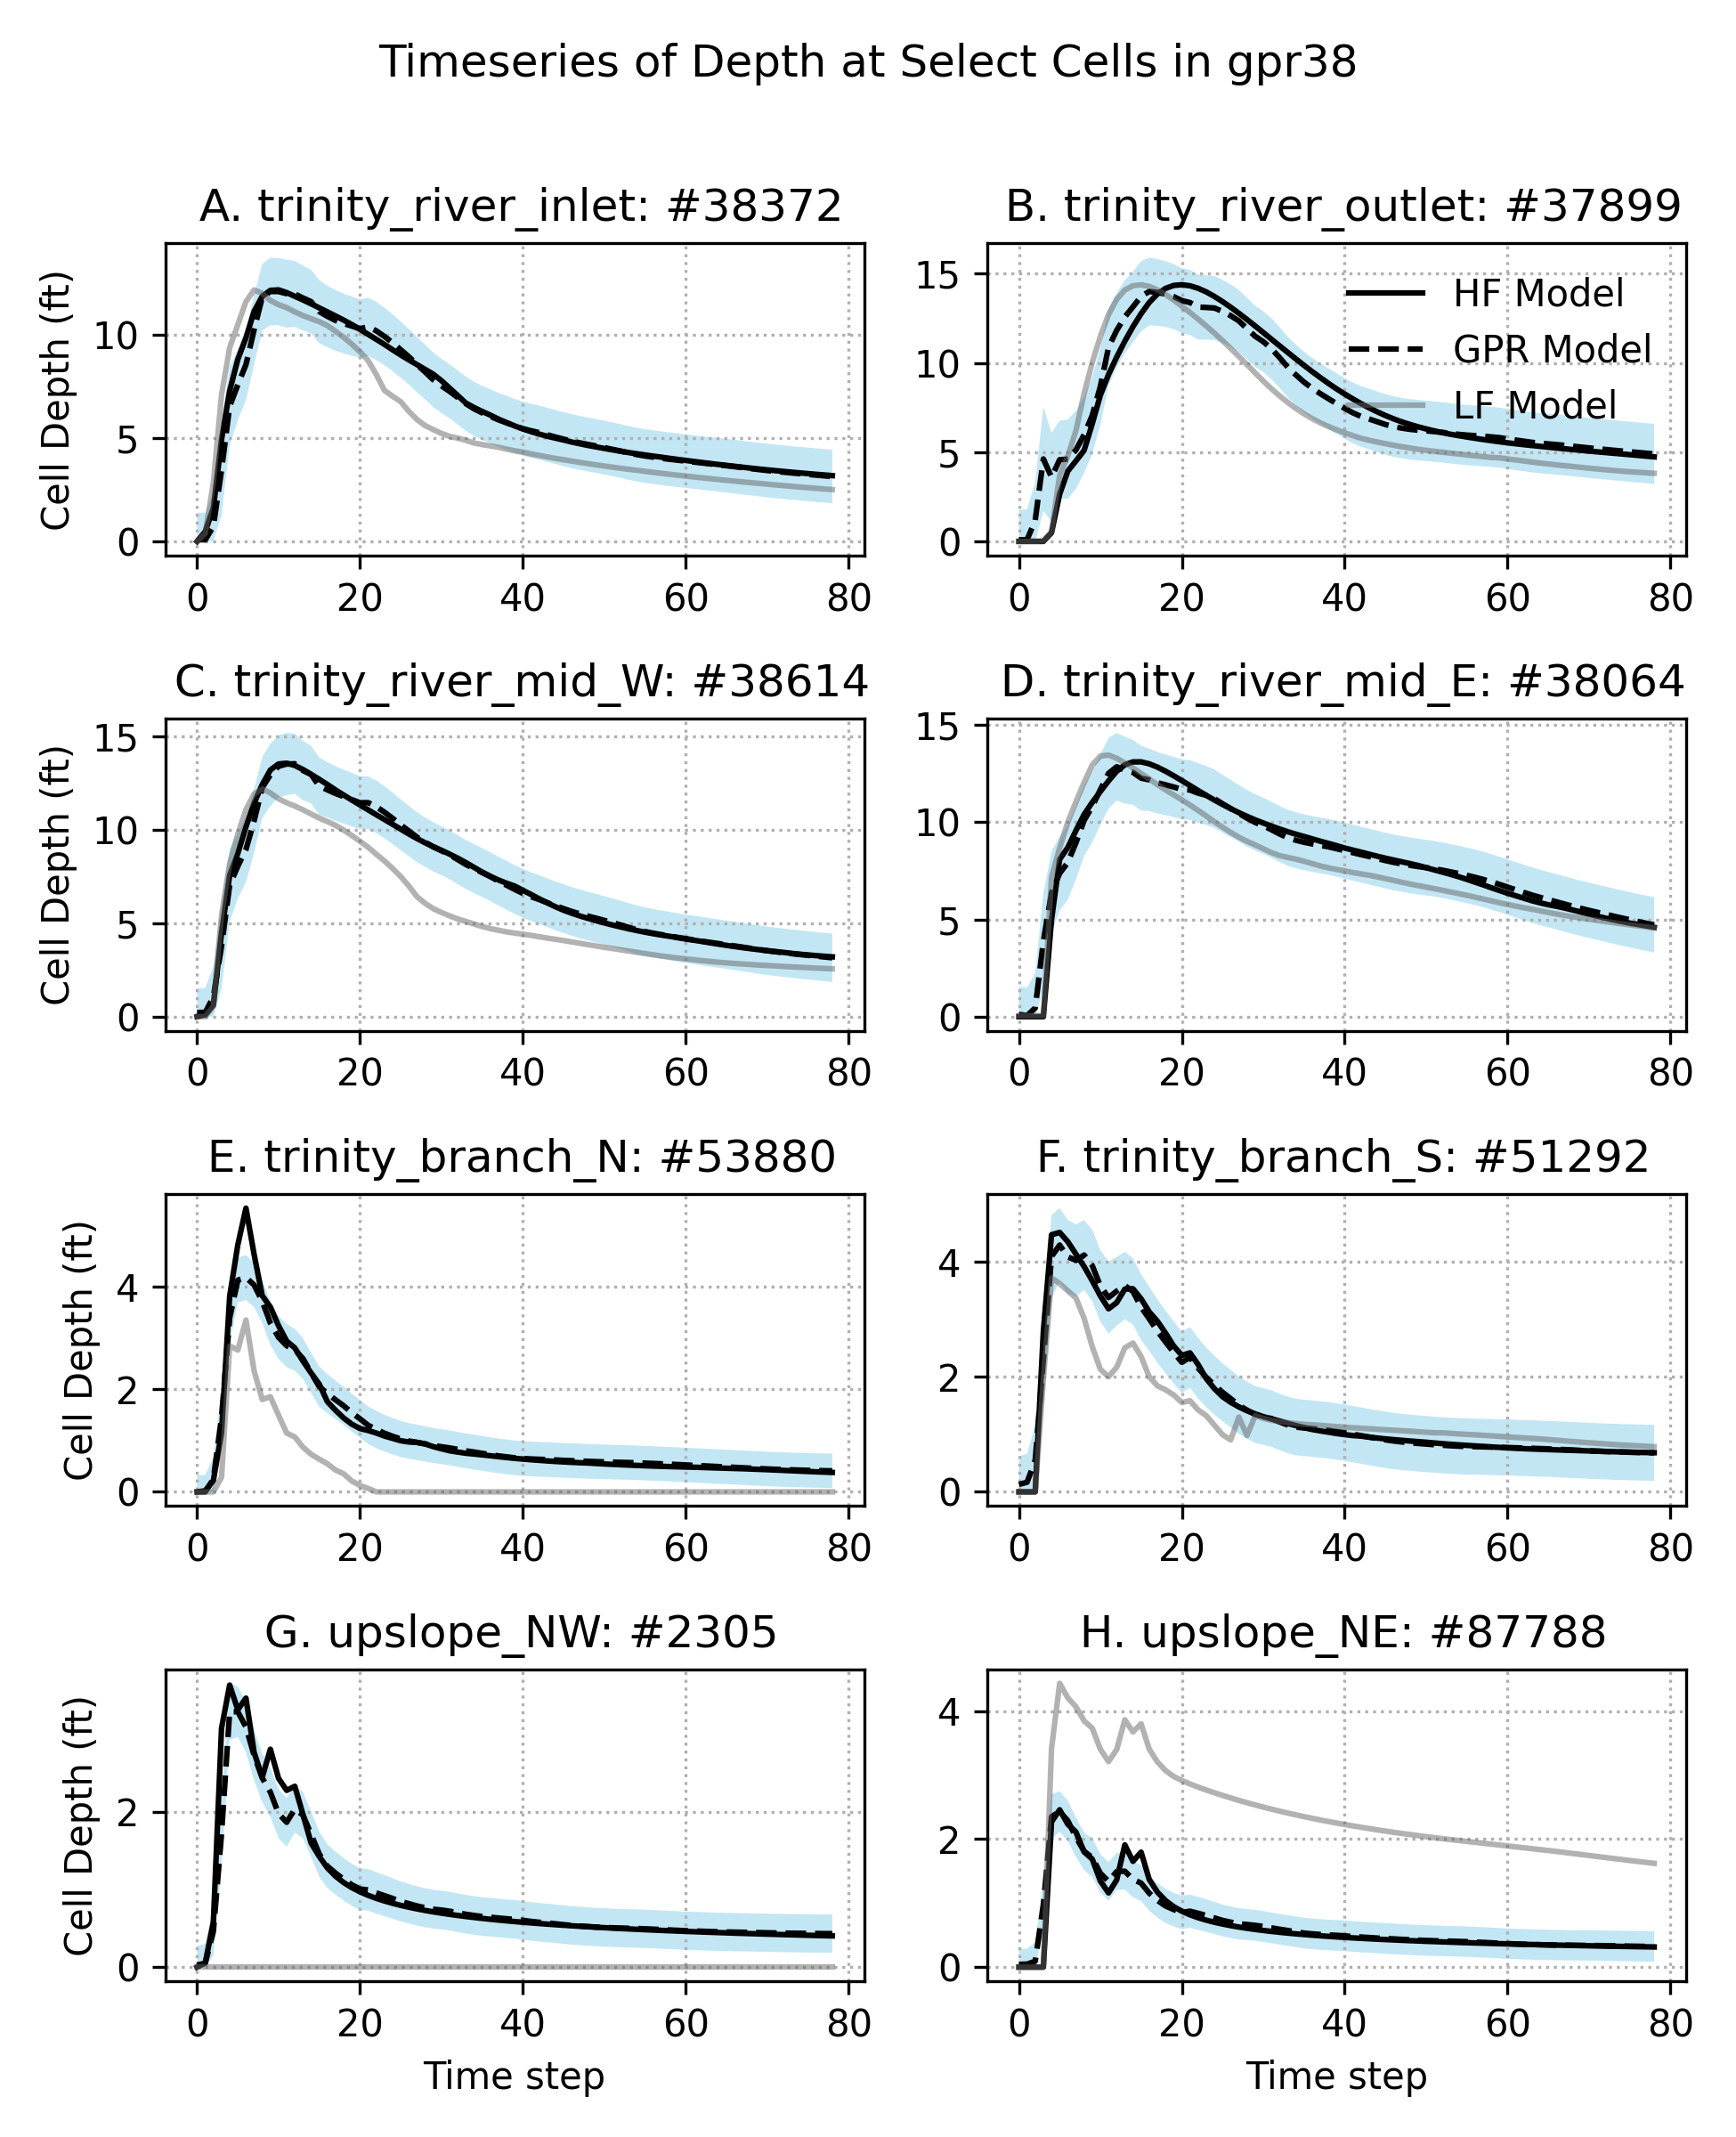 Timeseries of Depth at Select Cells in gpr38
A. trinity_river_inlet: #38372
Cell Depth (ft)
10
5
0
0 20 40 60 80
B. trinity_river_outlet: #37899
15
10
5
0
HF Model
GPR Model
LF Model
0 20 40 60 80
C. trinity_river_mid_W: #38614
Cell Depth (ft)
15
10
5
0
0 20 40 60 80
D. trinity_river_mid_E: #38064
15
10
5
0
0 20 40 60 80
E. trinity_branch_N: #53880
Cell Depth (ft)
4
2
0
0 20 40 60 80
F. trinity_branch_S: #51292
4
2
0
0 20 40 60 80
G. upslope_NW: #2305
Cell Depth (ft)
2
0
0 20 40 60 80
Time step
H. upslope_NE: #87788
4
2
0
0 20 40 60 80
Time step